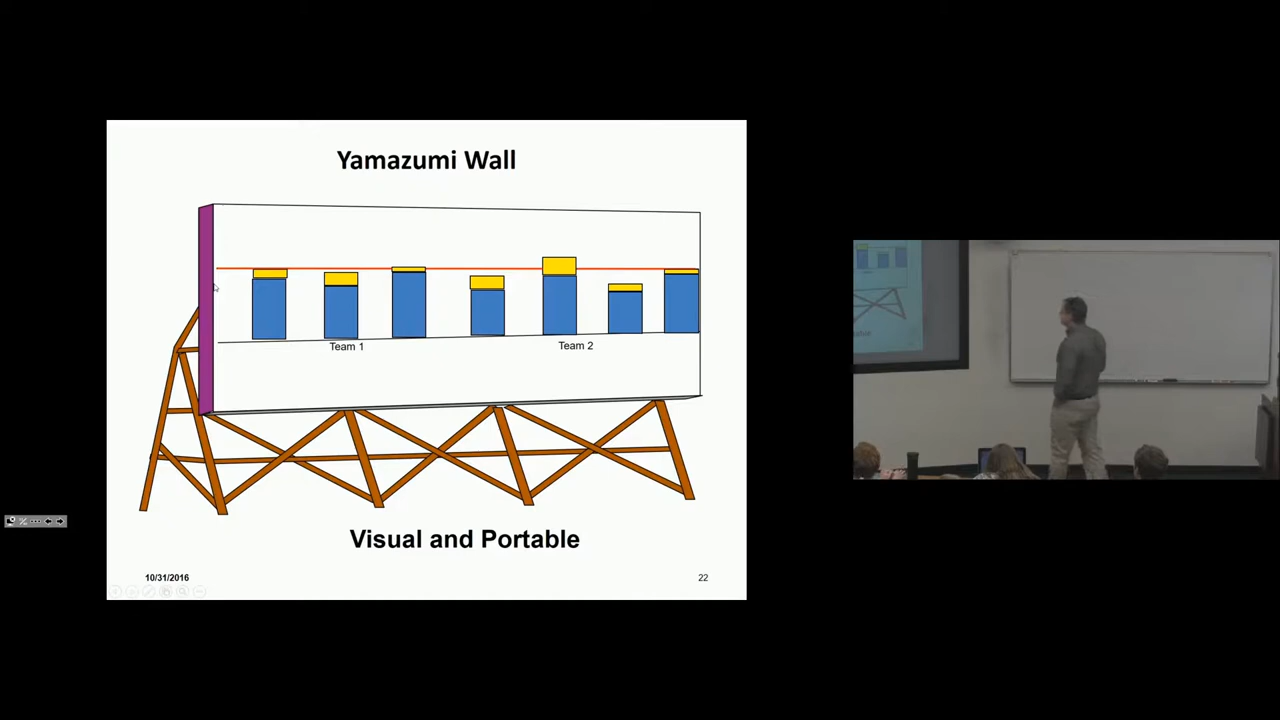 Yamazumi Wall
Team 1
Team 2
Visual and Portable
10/31/2016
22